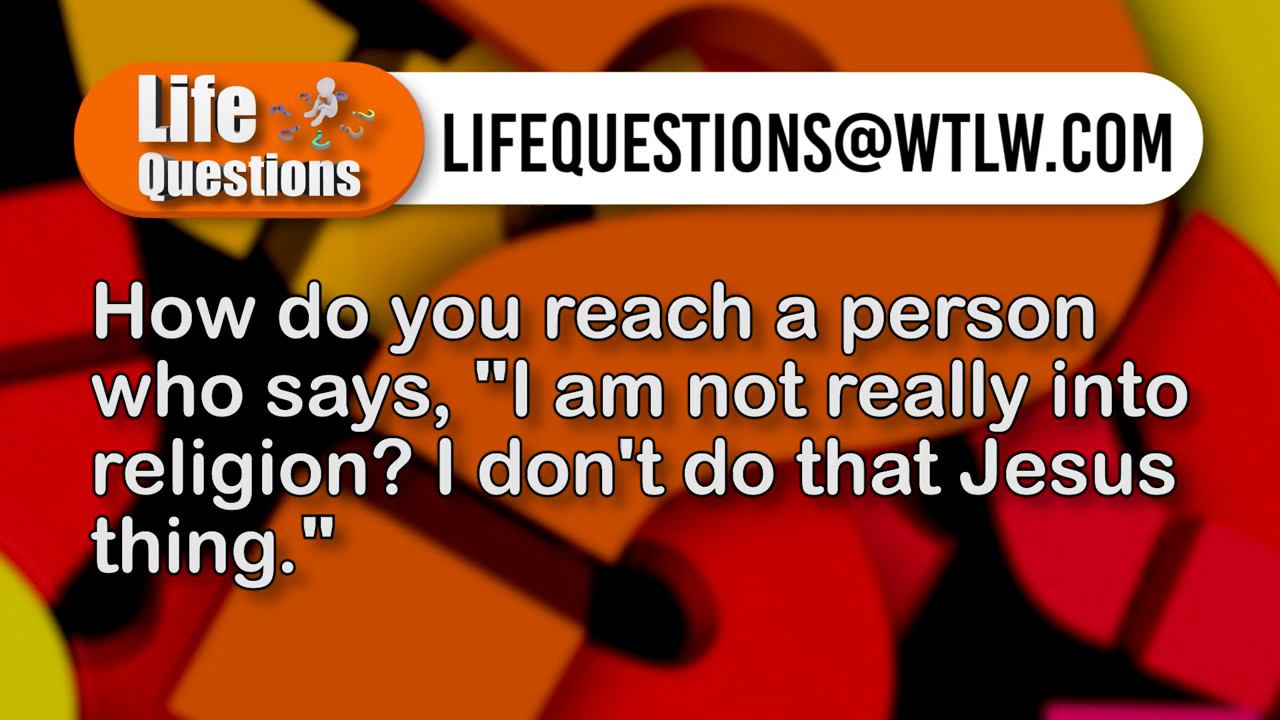 Life
Questions
LIFEQUESTIONS@WTLW.COM
How do you reach a person
who says, "I am not really into
religion? I don't do that Jesus
thing."